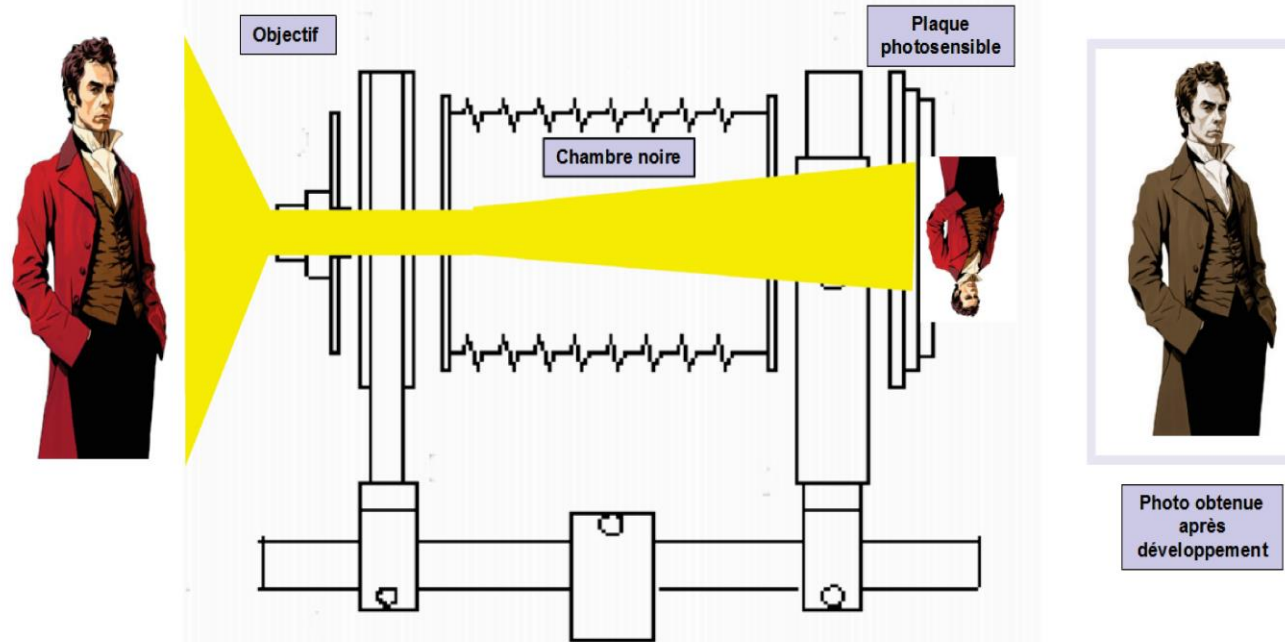 Objectif
Plaque
photosensible
Chambre noire
Photo obtenue
après
développement